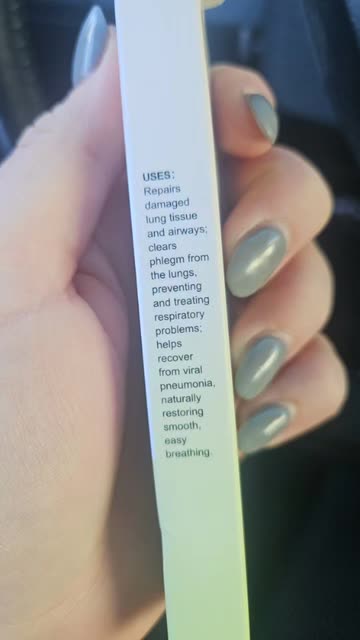 USES:
Repairs
damaged
lung tissue
and airways;
clears
phlegm from
the lungs,
preventing
and treating
respiratory
problems;
helps
recover
from viral
pneumonia,
naturally
restoring
smooth,
easy
breathing.